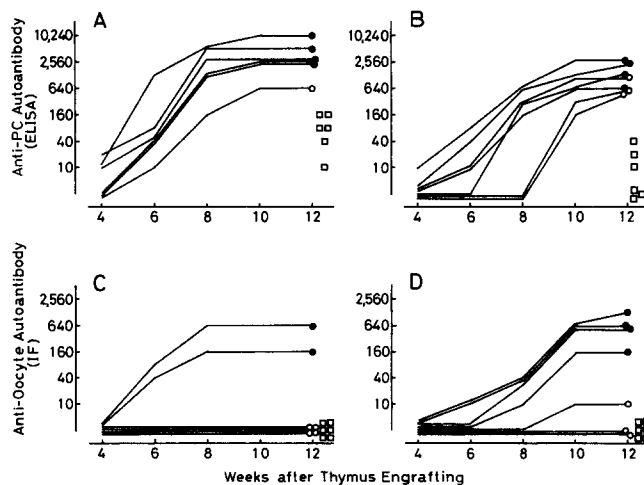 A
B
Anti-PC Autoantibody
(ELISA)
10,240
2,560
640
160
40
10
4 6 8 10 12
10,240
2,560
640
160
40
10
4 6 8 10 12
C
D
Anti-Oocyte Autoantibody
(IF)
2,560
640
160
40
10
4 6 8 10 12
2,560
640
160
40
10
4 6 8 10 12
Weeks after Thymus Engrafting